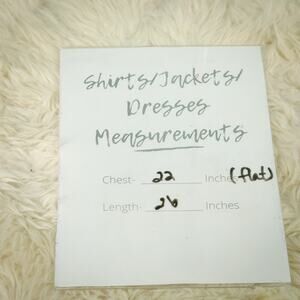 Shirts/Jackets/
Dresses
Measurements
Chest- 22 Inches (flat)
Length- 26 Inches